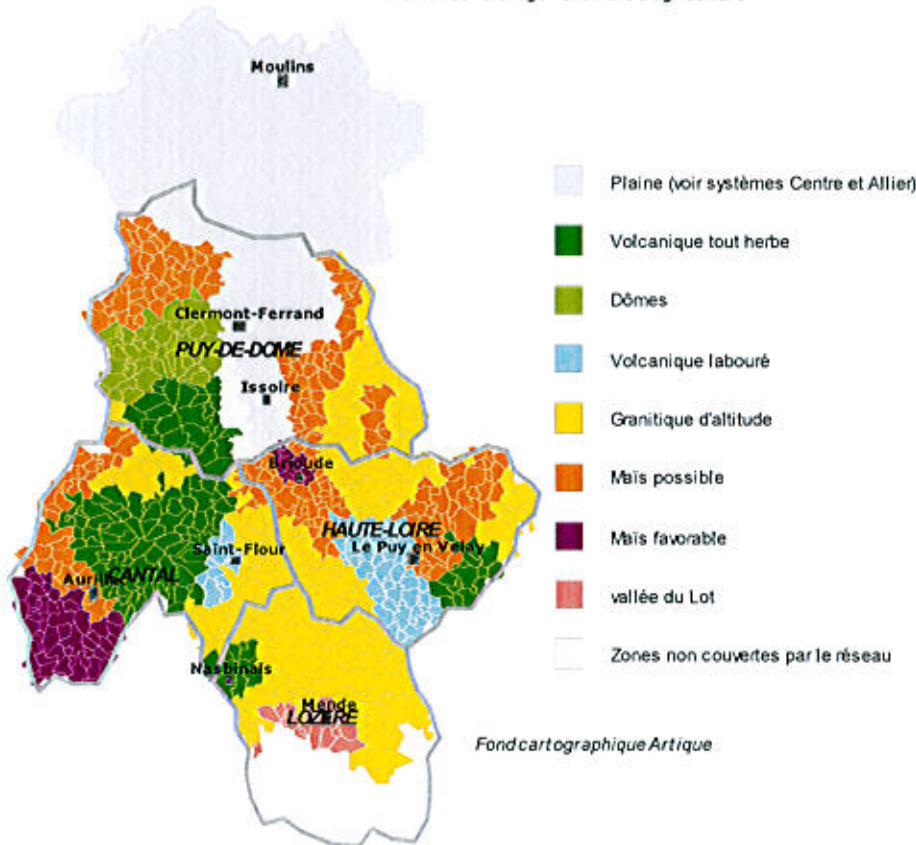 Moulins
Plaine (voir systèmes Centre et Allier)
Volcanique tout herbe
Dômes
Clermont-Ferrand
PUY-DE-DOME
Volcanique labouré
Issoire
Granitique d'altitude
Brioude
Maïs possible
HAUTE-LOIRE
Saint-Flour
Le Puy en Velay
Maïs favorable
CANTAL
vallée du Lot
Nasbinals
Zones non couvertes par le réseau
Mende
LOZERE
Fond cartographique Artique